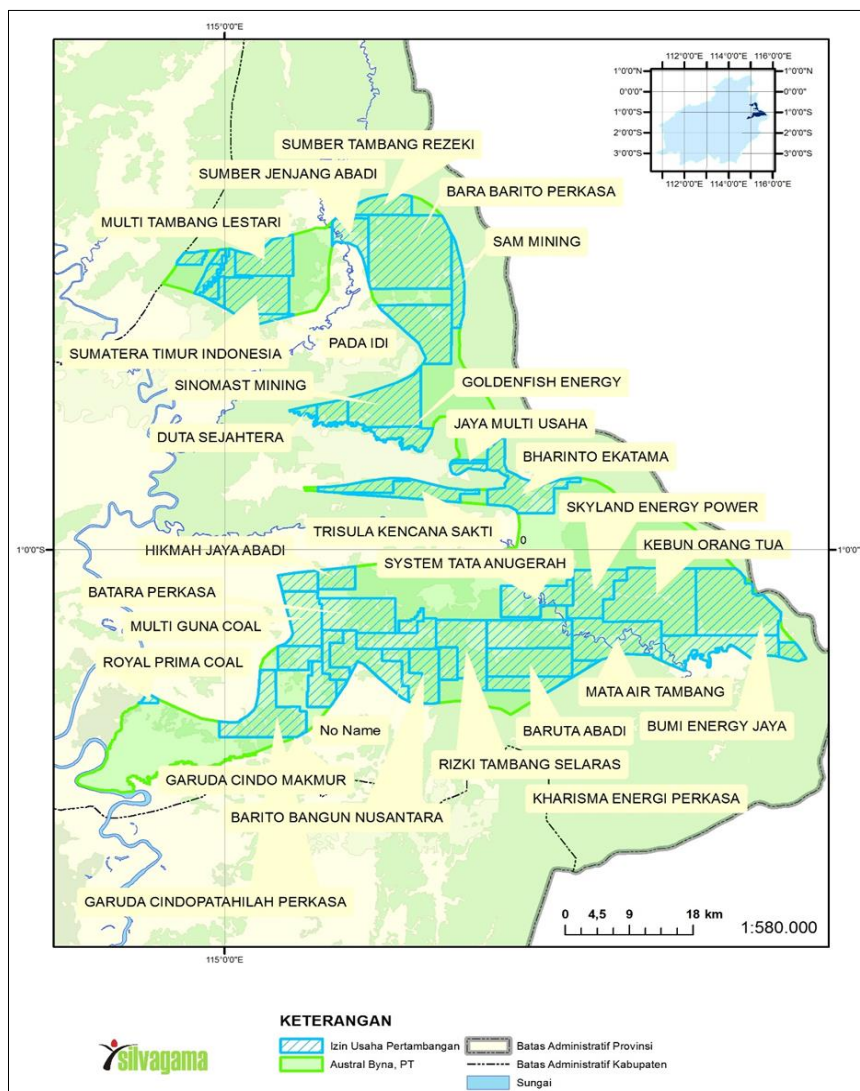 115°0'0"E
112°0'0"E 114°0'0"E 116°0'0"E
1°0'0"N 1°0'0"N
0°0'0" 0°0'0"
1°0'0"S 1°0'0"S
2°0'0"S 2°0'0"S
3°0'0"S 3°0'0"S
112°0'0"E 114°0'0"E 116°0'0"E
SUMBER TAMBANG REZEKI
SUMBER JENJANG ABADI
BARA BARITO PERKASA
MULTI TAMBANG LESTARI
SAM MINING
PADA IDI
SUMATERA TIMUR INDONESIA
SINOMAST MINING
GOLDENFISH ENERGY
JAYA MULTI USAHA
DUTA SEJAHTERA
BHARINTO EKATAMA
SKYLAND ENERGY POWER
TRISULA KENCANA SAKTI
0
KEBUN ORANG TUA
1°0'0"S 1°0'0"S
HIKMAH JAYA ABADI
SYSTEM TATA ANUGERAH
BATARA PERKASA
MULTI GUNA COAL
ROYAL PRIMA COAL
MATA AIR TAMBANG
No Name
BARUTA ABADI
BUMI ENERGY JAYA
RIZKI TAMBANG SELARAS
GARUDA CINDO MAKMUR
KHARISMA ENERGI PERKASA
BARITO BANGUN NUSANTARA
GARUDA CINDOPATAHILAH PERKASA
0 4,5 9 18 km
1:580.000
115°0'0"E
KETERANGAN
Izin Usaha Pertambangan
Austral Byna, PT
Batas Administratif Provinsi
Batas Administratif Kabupaten
Sungai
silvagama